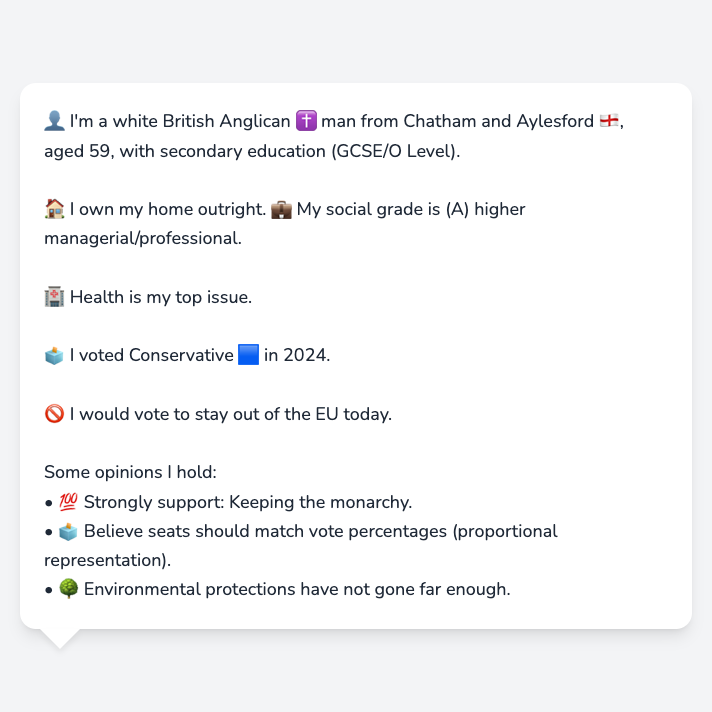 👤 I'm a white British Anglican ✝️ man from Chatham and Aylesford 🏴󠁧󠁢󠁥󠁮󠁧󠁿,
aged 59, with secondary education (GCSE/O Level).
🏠 I own my home outright. 💼 My social grade is (A) higher
managerial/professional.
🏥 Health is my top issue.
🗳️ I voted Conservative 🟦 in 2024.
🚫 I would vote to stay out of the EU today.
Some opinions I hold:
• 💯 Strongly support: Keeping the monarchy.
• 🗳️ Believe seats should match vote percentages (proportional
representation).
• 🌳 Environmental protections have not gone far enough.